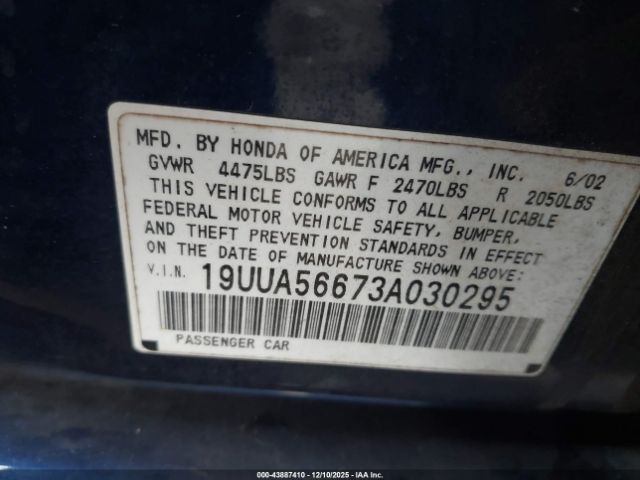 MFD. BY HONDA OF AMERICA MFG., INC. 6/02
GVWR 4475LBS GAWR F 2470LBS R 2050LBS
THIS VEHICLE CONFORMS TO ALL APPLICABLE
FEDERAL MOTOR VEHICLE SAFETY, BUMPER,
AND THEFT PREVENTION STANDARDS IN EFFECT
ON THE DATE OF MANUFACTURE SHOWN ABOVE:
V.I.N. 19UUA56673A030295
PASSENGER CAR
000-43887410 - 12/10/2025 - IAA Inc.